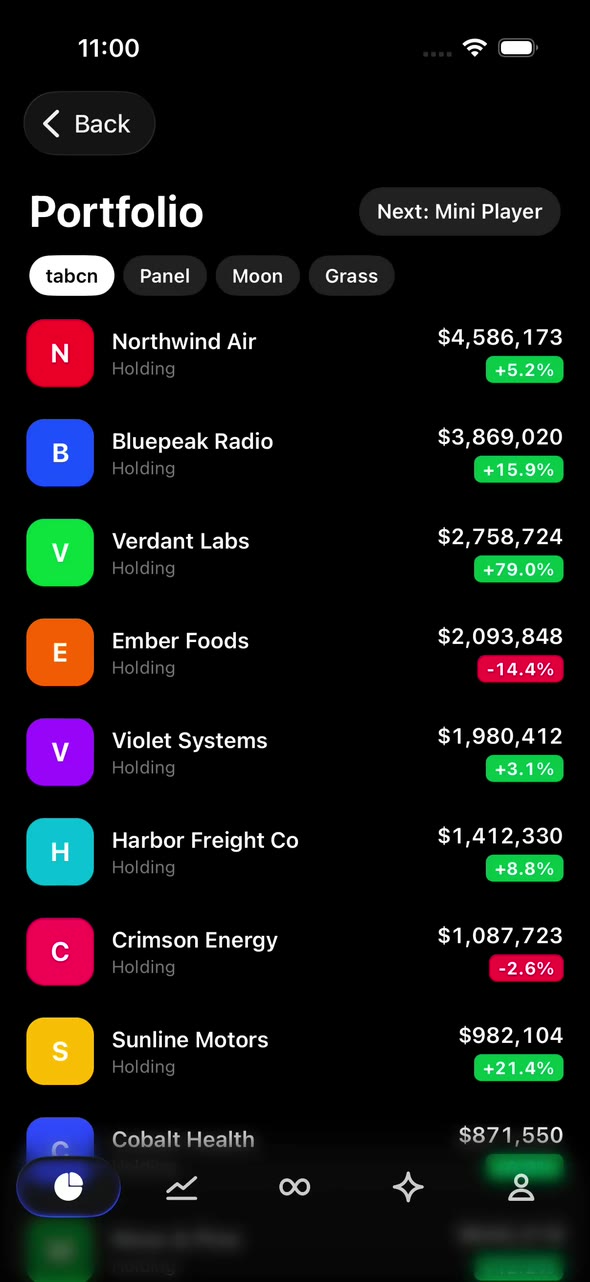 11:00
Back
Portfolio
Next: Mini Player
tabcn Panel Moon Grass
N Northwind Air $4,586,173
Holding +5.2%
B Bluepeak Radio $3,869,020
Holding +15.9%
V Verdant Labs $2,758,724
Holding +79.0%
E Ember Foods $2,093,848
Holding -14.4%
V Violet Systems $1,980,412
Holding +3.1%
H Harbor Freight Co $1,412,330
Holding +8.8%
C Crimson Energy $1,087,723
Holding -2.6%
S Sunline Motors $982,104
Holding +21.4%
C Cobalt Health $871,550
Holding
Holding